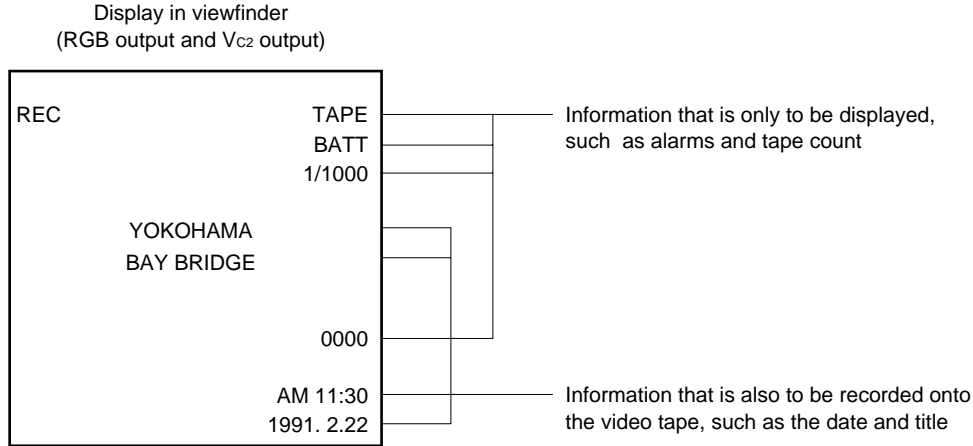 Display in viewfinder
(RGB output and VC2 output)
REC TAPE
BATT
1/1000
YOKOHAMA
BAY BRIDGE
0000
AM 11:30
1991. 2.22
Information that is only to be displayed,
such as alarms and tape count
Information that is also to be recorded onto
the video tape, such as the date and title